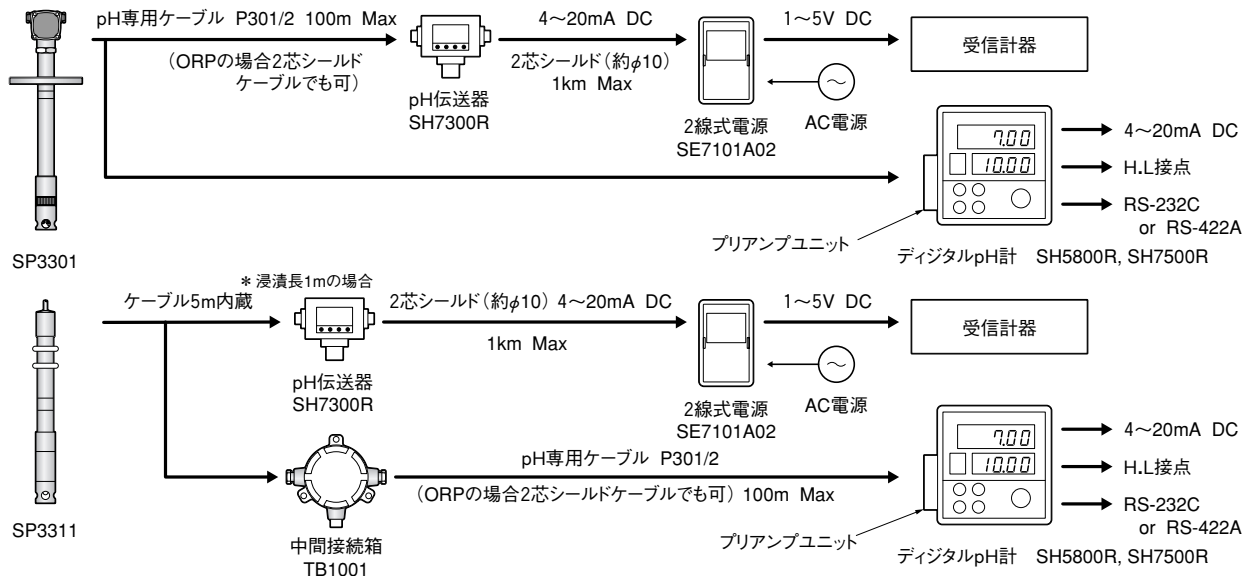 pH専用ケーブル P301/2 100m Max
(ORPの場合2芯シールド
ケーブルでも可)
pH伝送器
SH7300R
4～20mA DC
2芯シールド(約φ10)
1km Max
2線式電源
SE7101A02
1～5V DC
AC電源
受信計器
7.00
10.00
4～20mA DC
H.L接点
RS-232C
or RS-422A
プリアンプユニット
ディジタルpH計 SH5800R, SH7500R
SP3301
ケーブル5m内蔵
＊浸漬長1mの場合
pH伝送器
SH7300R
2芯シールド(約φ10) 4～20mA DC
1km Max
2線式電源
SE7101A02
1～5V DC
AC電源
受信計器
中間接続箱
TB1001
pH専用ケーブル P301/2
(ORPの場合2芯シールドケーブルでも可) 100m Max
7.00
10.00
4～20mA DC
H.L接点
RS-232C
or RS-422A
プリアンプユニット
ディジタルpH計 SH5800R, SH7500R
SP3311